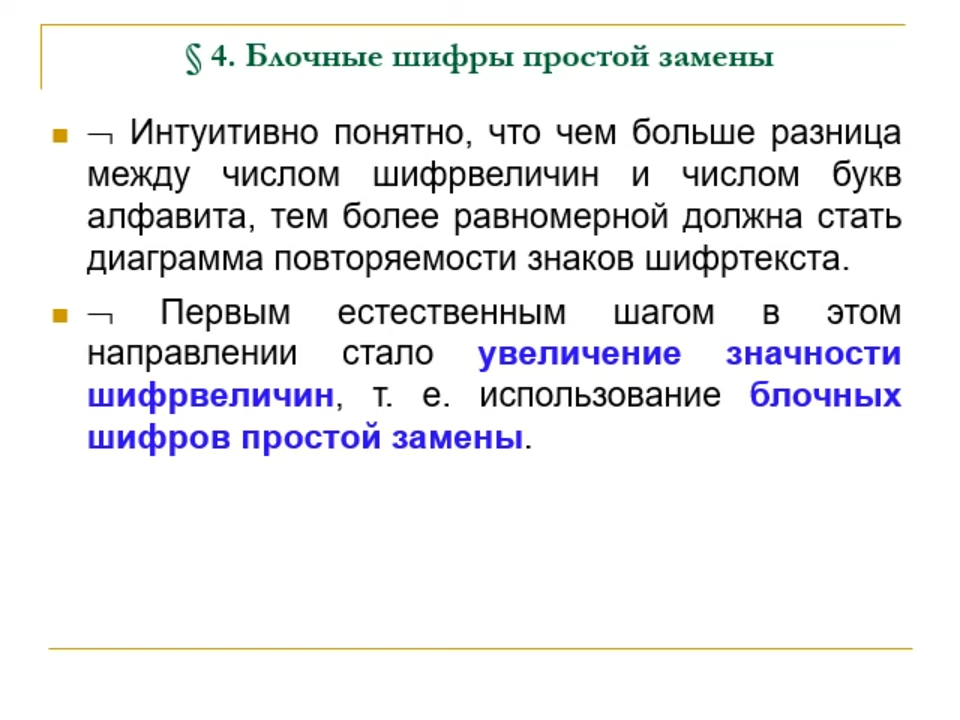 § 4. Блочные шифры простой замены
¬ Интуитивно понятно, что чем больше разница
между числом шифрвеличин и числом букв
алфавита, тем более равномерной должна стать
диаграмма повторяемости знаков шифртекста.
¬ Первым естественным шагом в этом
направлении стало увеличение значности
шифрвеличин, т. е. использование блочных
шифров простой замены.